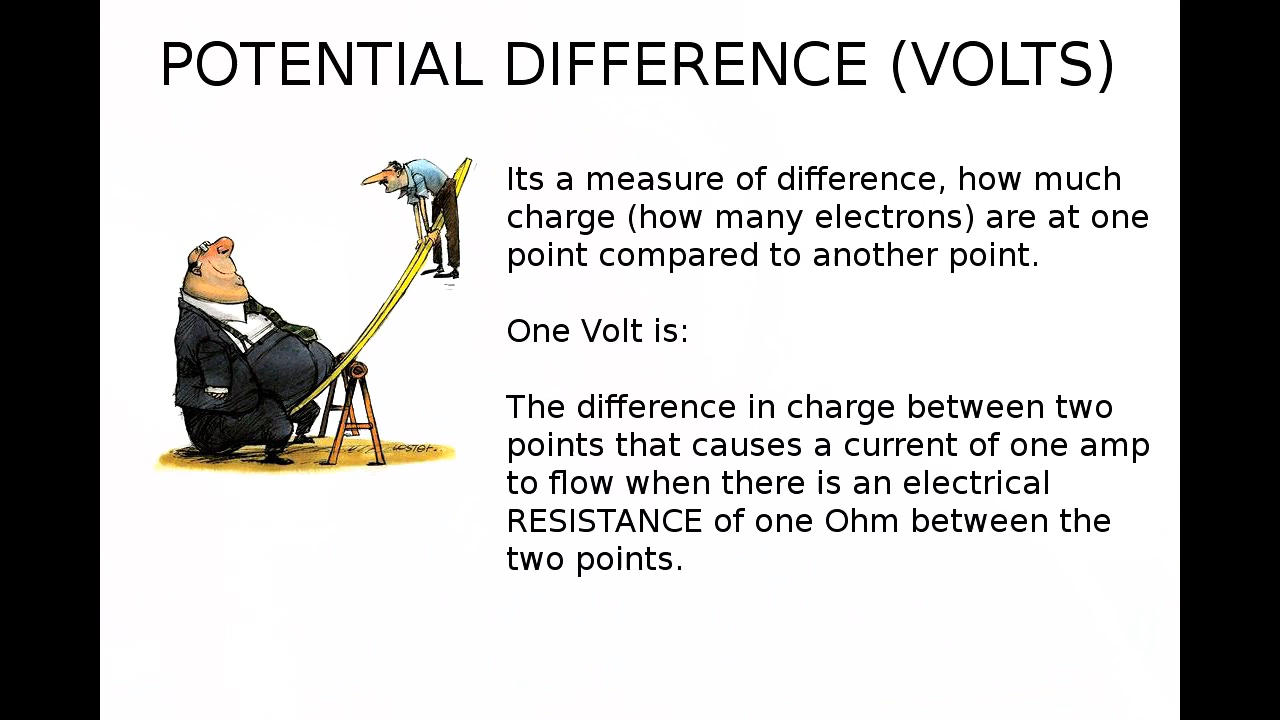 POTENTIAL DIFFERENCE (VOLTS)
Its a measure of difference, how much
charge (how many electrons) are at one
point compared to another point.
One Volt is:
The difference in charge between two
points that causes a current of one amp
to flow when there is an electrical
RESISTANCE of one Ohm between the
two points.